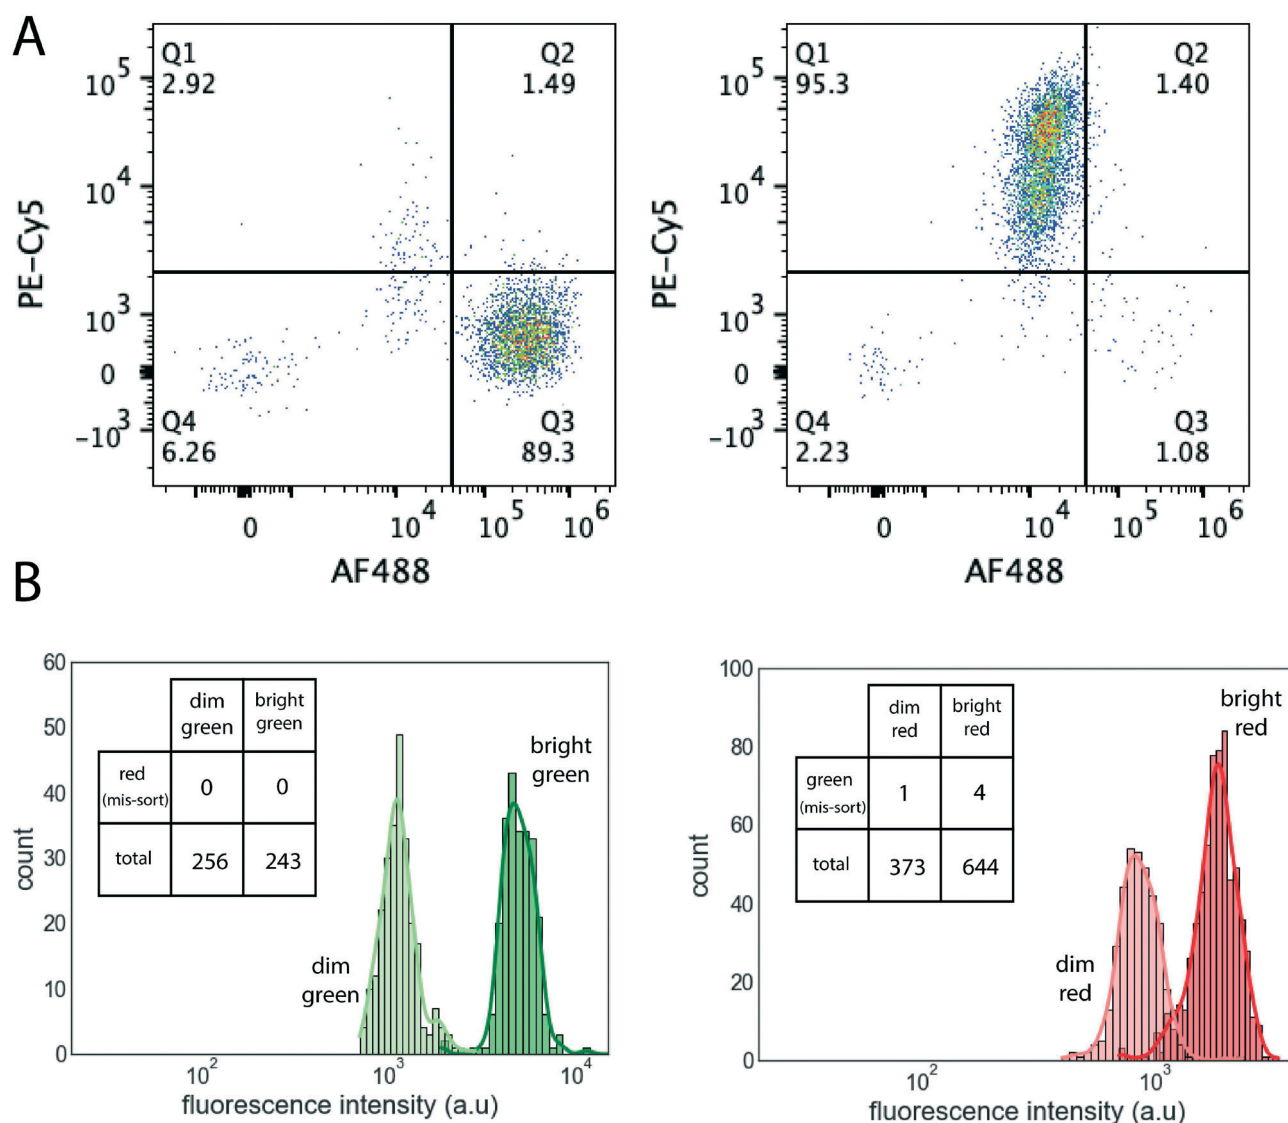 A
Q1
2.92
Q2
1.49
Q4
6.26
Q3
89.3
10^5
10^4
10^3
0
-10^3
PE-Cy5
0
10^4
10^5
10^6
AF488
Q1
95.3
Q2
1.40
Q4
2.23
Q3
1.08
10^5
10^4
10^3
0
-10^3
PE-Cy5
0
10^4
10^5
10^6
AF488
B
60
50
40
30
20
10
0
count
dim green
bright green
red (mis-sort)
0
0
total
256
243
bright
green
dim
green
10^2
10^3
10^4
fluorescence intensity (a.u)
100
80
60
40
20
0
count
dim red
bright red
green (mis-sort)
1
4
total
373
644
bright
red
dim
red
10^2
10^3
fluorescence intensity (a.u)